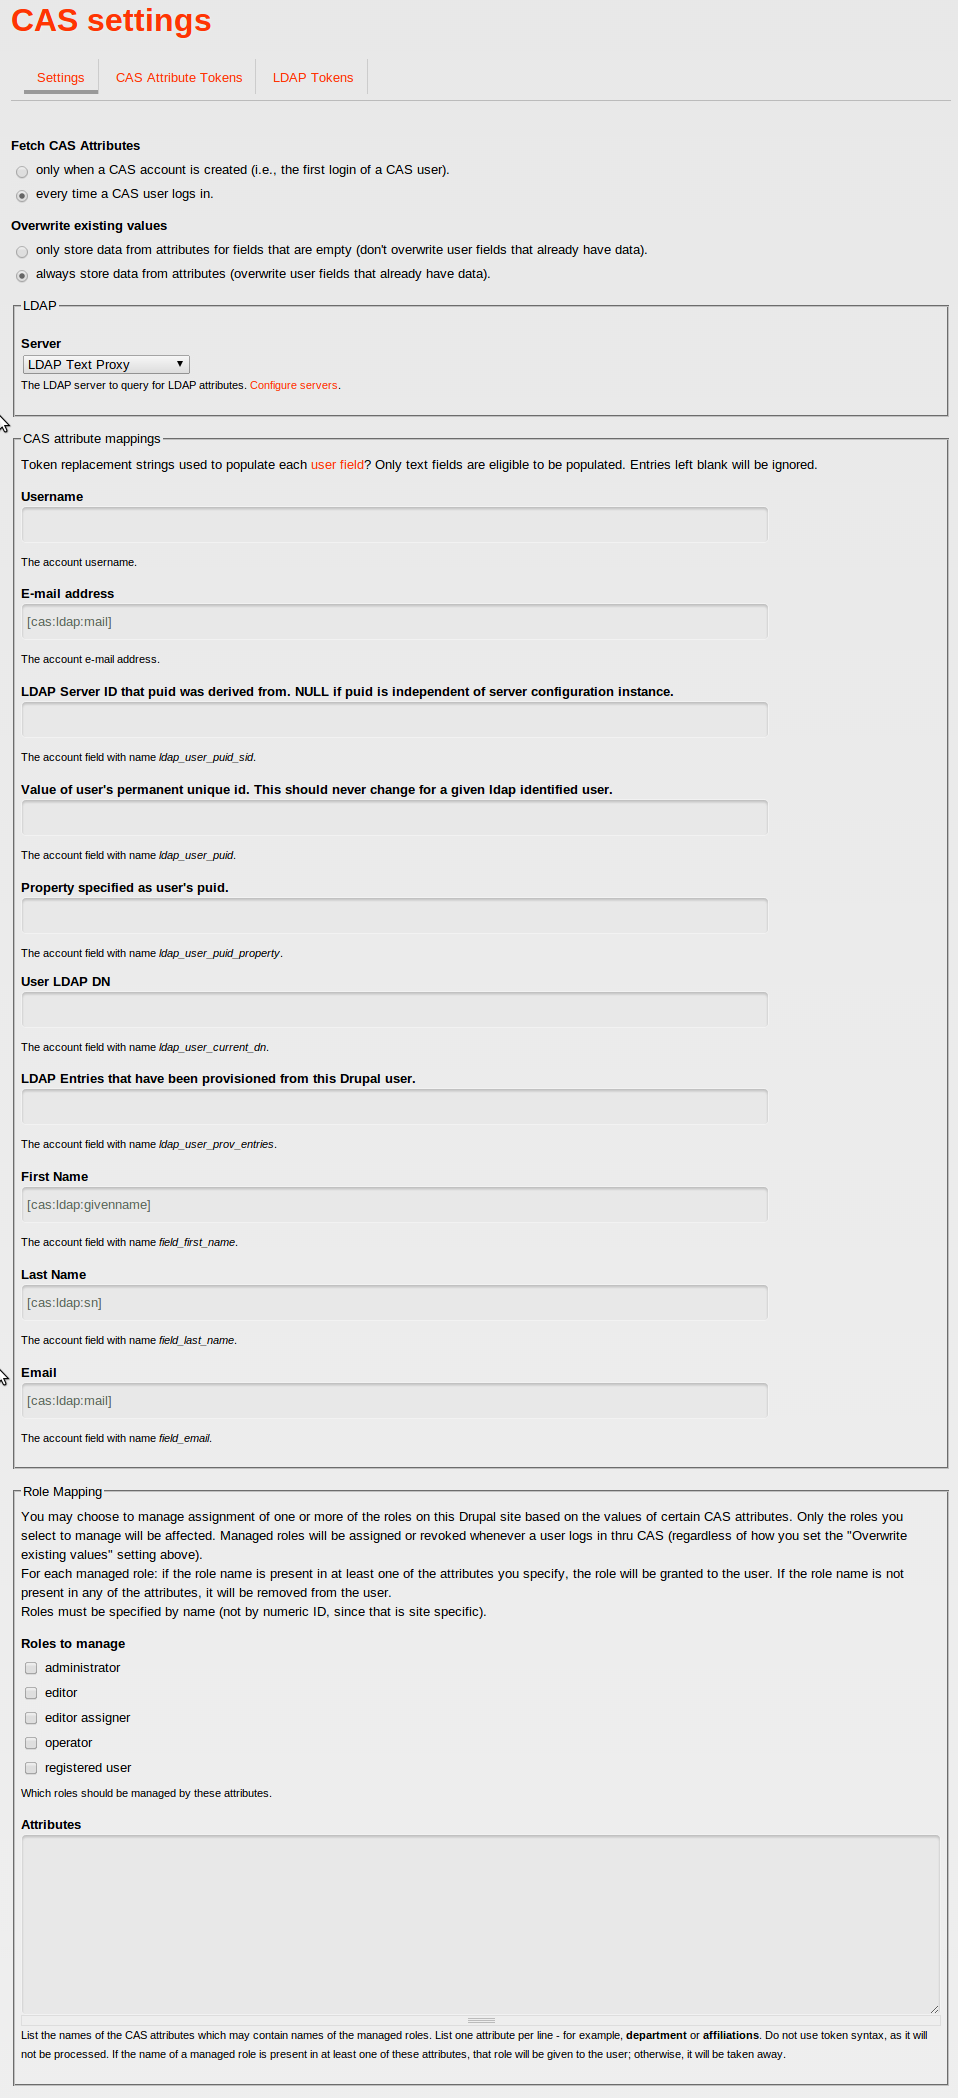 CAS settings
Settings
CAS Attribute Tokens
LDAP Tokens
Fetch CAS Attributes
only when a CAS account is created (i.e., the first login of a CAS user).
every time a CAS user logs in.
Overwrite existing values
only store data from attributes for fields that are empty (don't overwrite user fields that already have data).
always store data from attributes (overwrite user fields that already have data).
LDAP
Server
LDAP Text Proxy
The LDAP server to query for LDAP attributes. Configure servers.
CAS attribute mappings
Token replacement strings used to populate each user field? Only text fields are eligible to be populated. Entries left blank will be ignored.
Username
The account username.
E-mail address
[cas:ldap:mail]
The account e-mail address.
LDAP Server ID that puid was derived from. NULL if puid is independent of server configuration instance.
The account field with name ldap_user_puid_sid.
Value of user's permanent unique id. This should never change for a given ldap identified user.
The account field with name ldap_user_puid.
Property specified as user's puid.
The account field with name ldap_user_puid_property.
User LDAP DN
The account field with name ldap_user_current_dn.
LDAP Entries that have been provisioned from this Drupal user.
The account field with name ldap_user_prov_entries.
First Name
[cas:ldap:givenname]
The account field with name field_first_name.
Last Name
[cas:ldap:sn]
The account field with name field_last_name.
Email
[cas:ldap:mail]
The account field with name field_email.
Role Mapping
You may choose to manage assignment of one or more of the roles on this Drupal site based on the values of certain CAS attributes. Only the roles you
select to manage will be affected. Managed roles will be assigned or revoked whenever a user logs in thru CAS (regardless of how you set the "Overwrite
existing values" setting above).
For each managed role: if the role name is present in at least one of the attributes you specify, the role will be granted to the user. If the role name is not
present in any of the attributes, it will be removed from the user.
Roles must be specified by name (not by numeric ID, since that is site specific).
Roles to manage
administrator
editor
editor assigner
operator
registered user
Which roles should be managed by these attributes.
Attributes
List the names of the CAS attributes which may contain names of the managed roles. List one attribute per line - for example, department or affiliations. Do not use token syntax, as it will
not be processed. If the name of a managed role is present in at least one of these attributes, that role will be given to the user; otherwise, it will be taken away.